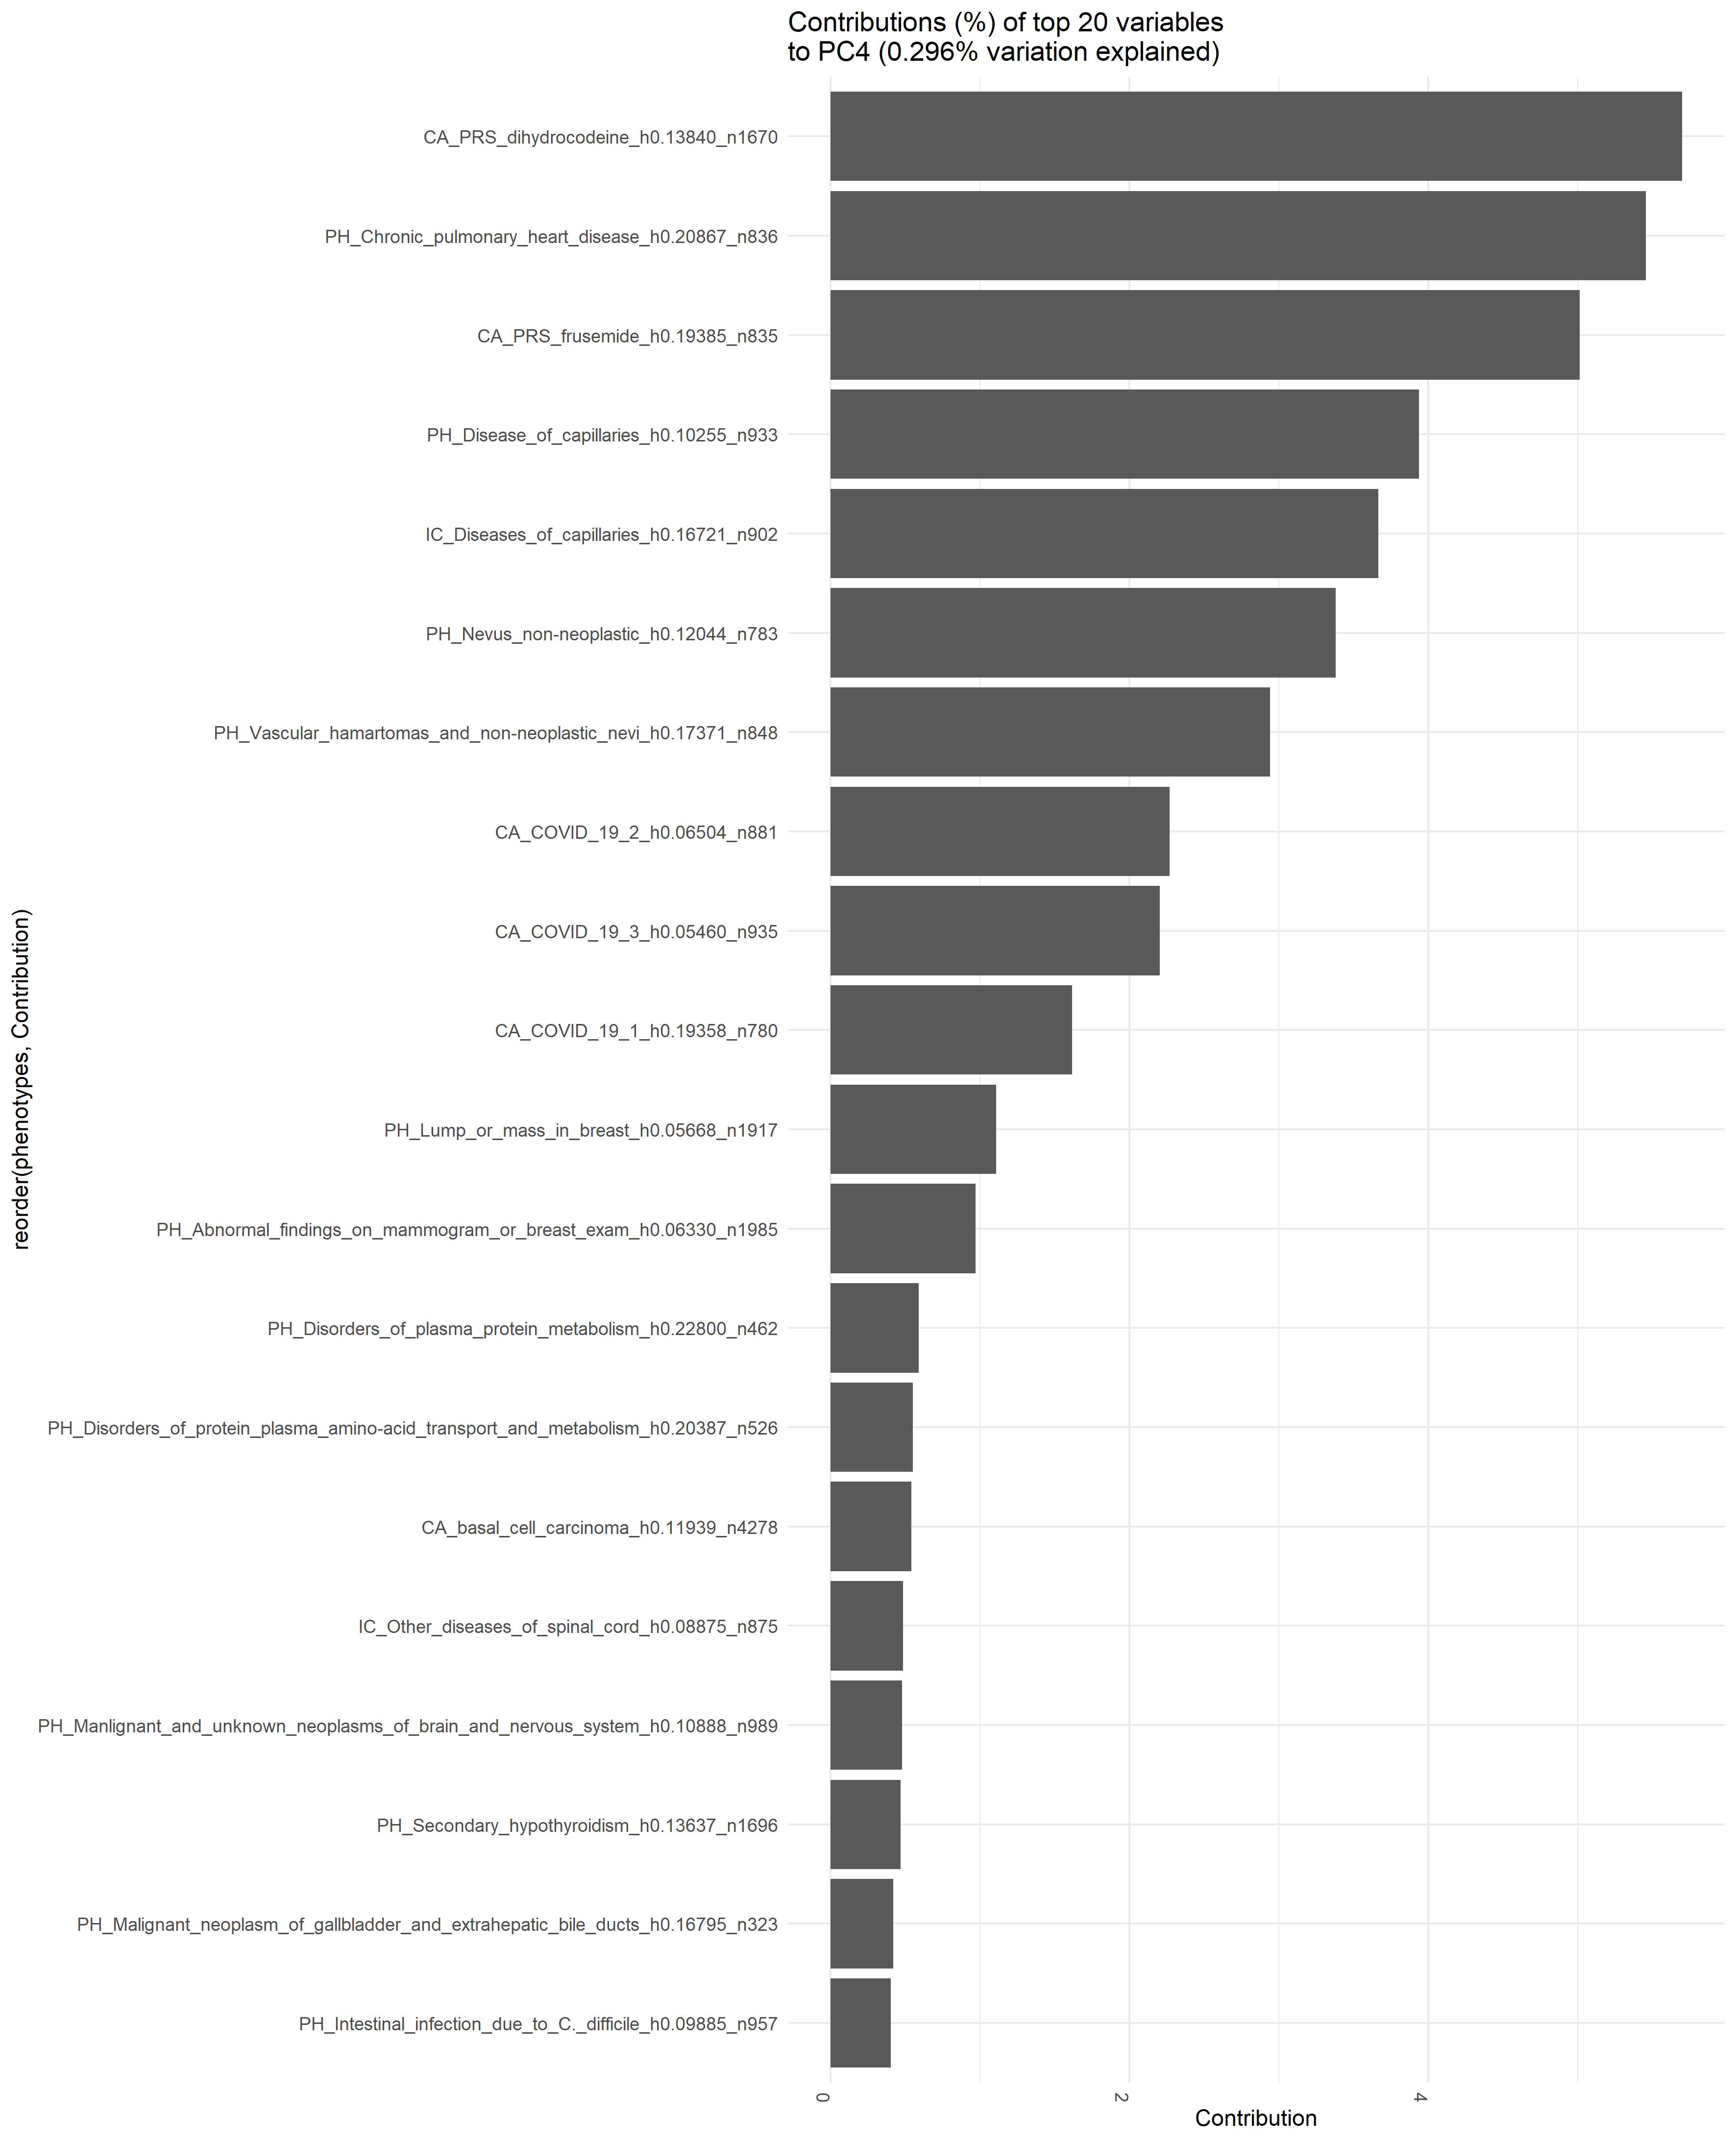 Contributions (%) of top 20 variables
to PC4 (0.296% variation explained)
CA_PRS_dihydrocodeine_h0.13840_n1670
PH_Chronic_pulmonary_heart_disease_h0.20867_n836
CA_PRS_frusemide_h0.19385_n835
PH_Disease_of_capillaries_h0.10255_n933
IC_Diseases_of_capillaries_h0.16721_n902
PH_Nevus_non-neoplastic_h0.12044_n783
PH_Vascular_hamartomas_and_non-neoplastic_nevi_h0.17371_n848
CA_COVID_19_2_h0.06504_n881
CA_COVID_19_3_h0.05460_n935
CA_COVID_19_1_h0.19358_n780
PH_Lump_or_mass_in_breast_h0.05668_n1917
PH_Abnormal_findings_on_mammogram_or_breast_exam_h0.06330_n1985
PH_Disorders_of_plasma_protein_metabolism_h0.22800_n462
PH_Disorders_of_protein_plasma_amino-acid_transport_and_metabolism_h0.20387_n526
CA_basal_cell_carcinoma_h0.11939_n4278
IC_Other_diseases_of_spinal_cord_h0.08875_n875
PH_Manlignant_and_unknown_neoplasms_of_brain_and_nervous_system_h0.10888_n989
PH_Secondary_hypothyroidism_h0.13637_n1696
PH_Malignant_neoplasm_of_gallbladder_and_extrahepatic_bile_ducts_h0.16795_n323
PH_Intestinal_infection_due_to_C._difficile_h0.09885_n957
reorder(phenotypes, Contribution)
0
2
4
Contribution